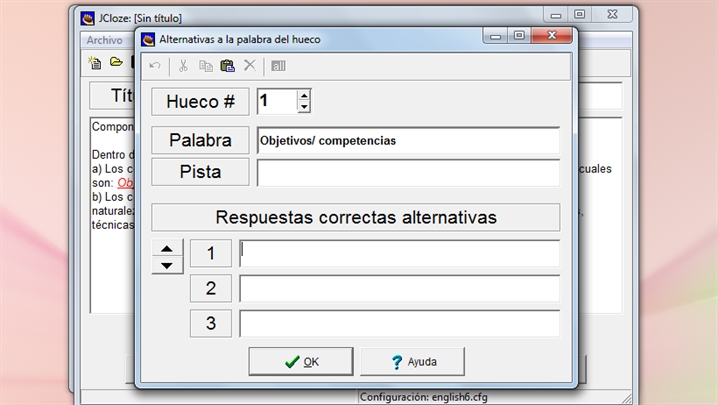 JCloze: [Sin título]
Archivo
Alternativas a la palabra del hueco
all
Hueco # 1
Palabra Objetivos/ competencias
Pista
Compon
Dentro d
a) Los c cuales
son: Ob
b) Los c
naturalez
técnicas
Respuestas correctas alternativas
1
2
3
OK
? Ayuda
Configuración: english6.cfg